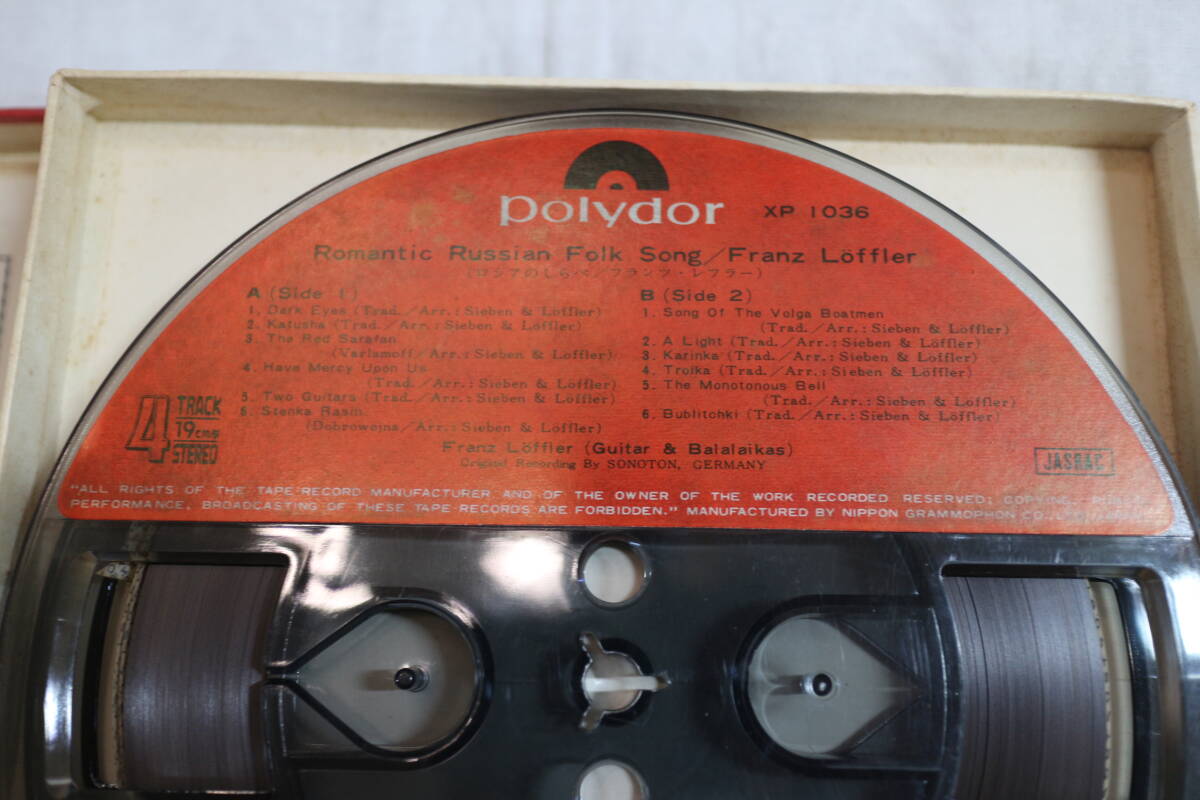 polydor XP 1036
Romantic Russian Folk Song/Franz Löffler
(ロシアのしらべ/フランツ・レフラー)
A (Side 1)
1. Dark Eyes (Trad./Arr.: Sieben & Löffler)
2. Katusha (Trad./Arr.: Sieben & Löffler)
3. The Red Sarafan
(Varlamoff/Arr.: Sieben & Löffler)
4. Have Mercy Upon Us
(Trad./Arr.: Sieben & Löffler)
5. Two Guitars (Trad./Arr.: Sieben & Löffler)
6. Stenka Rasin
(Dobrowojna/Arr.: Sieben & Löffler)
B (Side 2)
1. Song Of The Volga Boatmen
(Trad./Arr.: Sieben & Löffler)
2. A Light (Trad./Arr.: Sieben & Löffler)
3. Karinka (Trad./Arr.: Sieben & Löffler)
4. Troika (Trad./Arr.: Sieben & Löffler)
5. The Monotonous Bell
(Trad./Arr.: Sieben & Löffler)
6. Bublitchki (Trad./Arr.: Sieben & Löffler)
4 TRACK
19 cm/s
STEREO
Franz Löffler (Guitar & Balalaikas)
Original Recording By SONOTON, GERMANY
JASRAC
"ALL RIGHTS OF THE TAPE-RECORD MANUFACTURER AND OF THE OWNER OF THE WORK RECORDED RESERVED; COPYING,
PERFORMANCE, BROADCASTING OF THESE TAPE-RECORDS ARE FORBIDDEN." MANUFACTURED BY NIPPON GRAMMOPHON CO.,